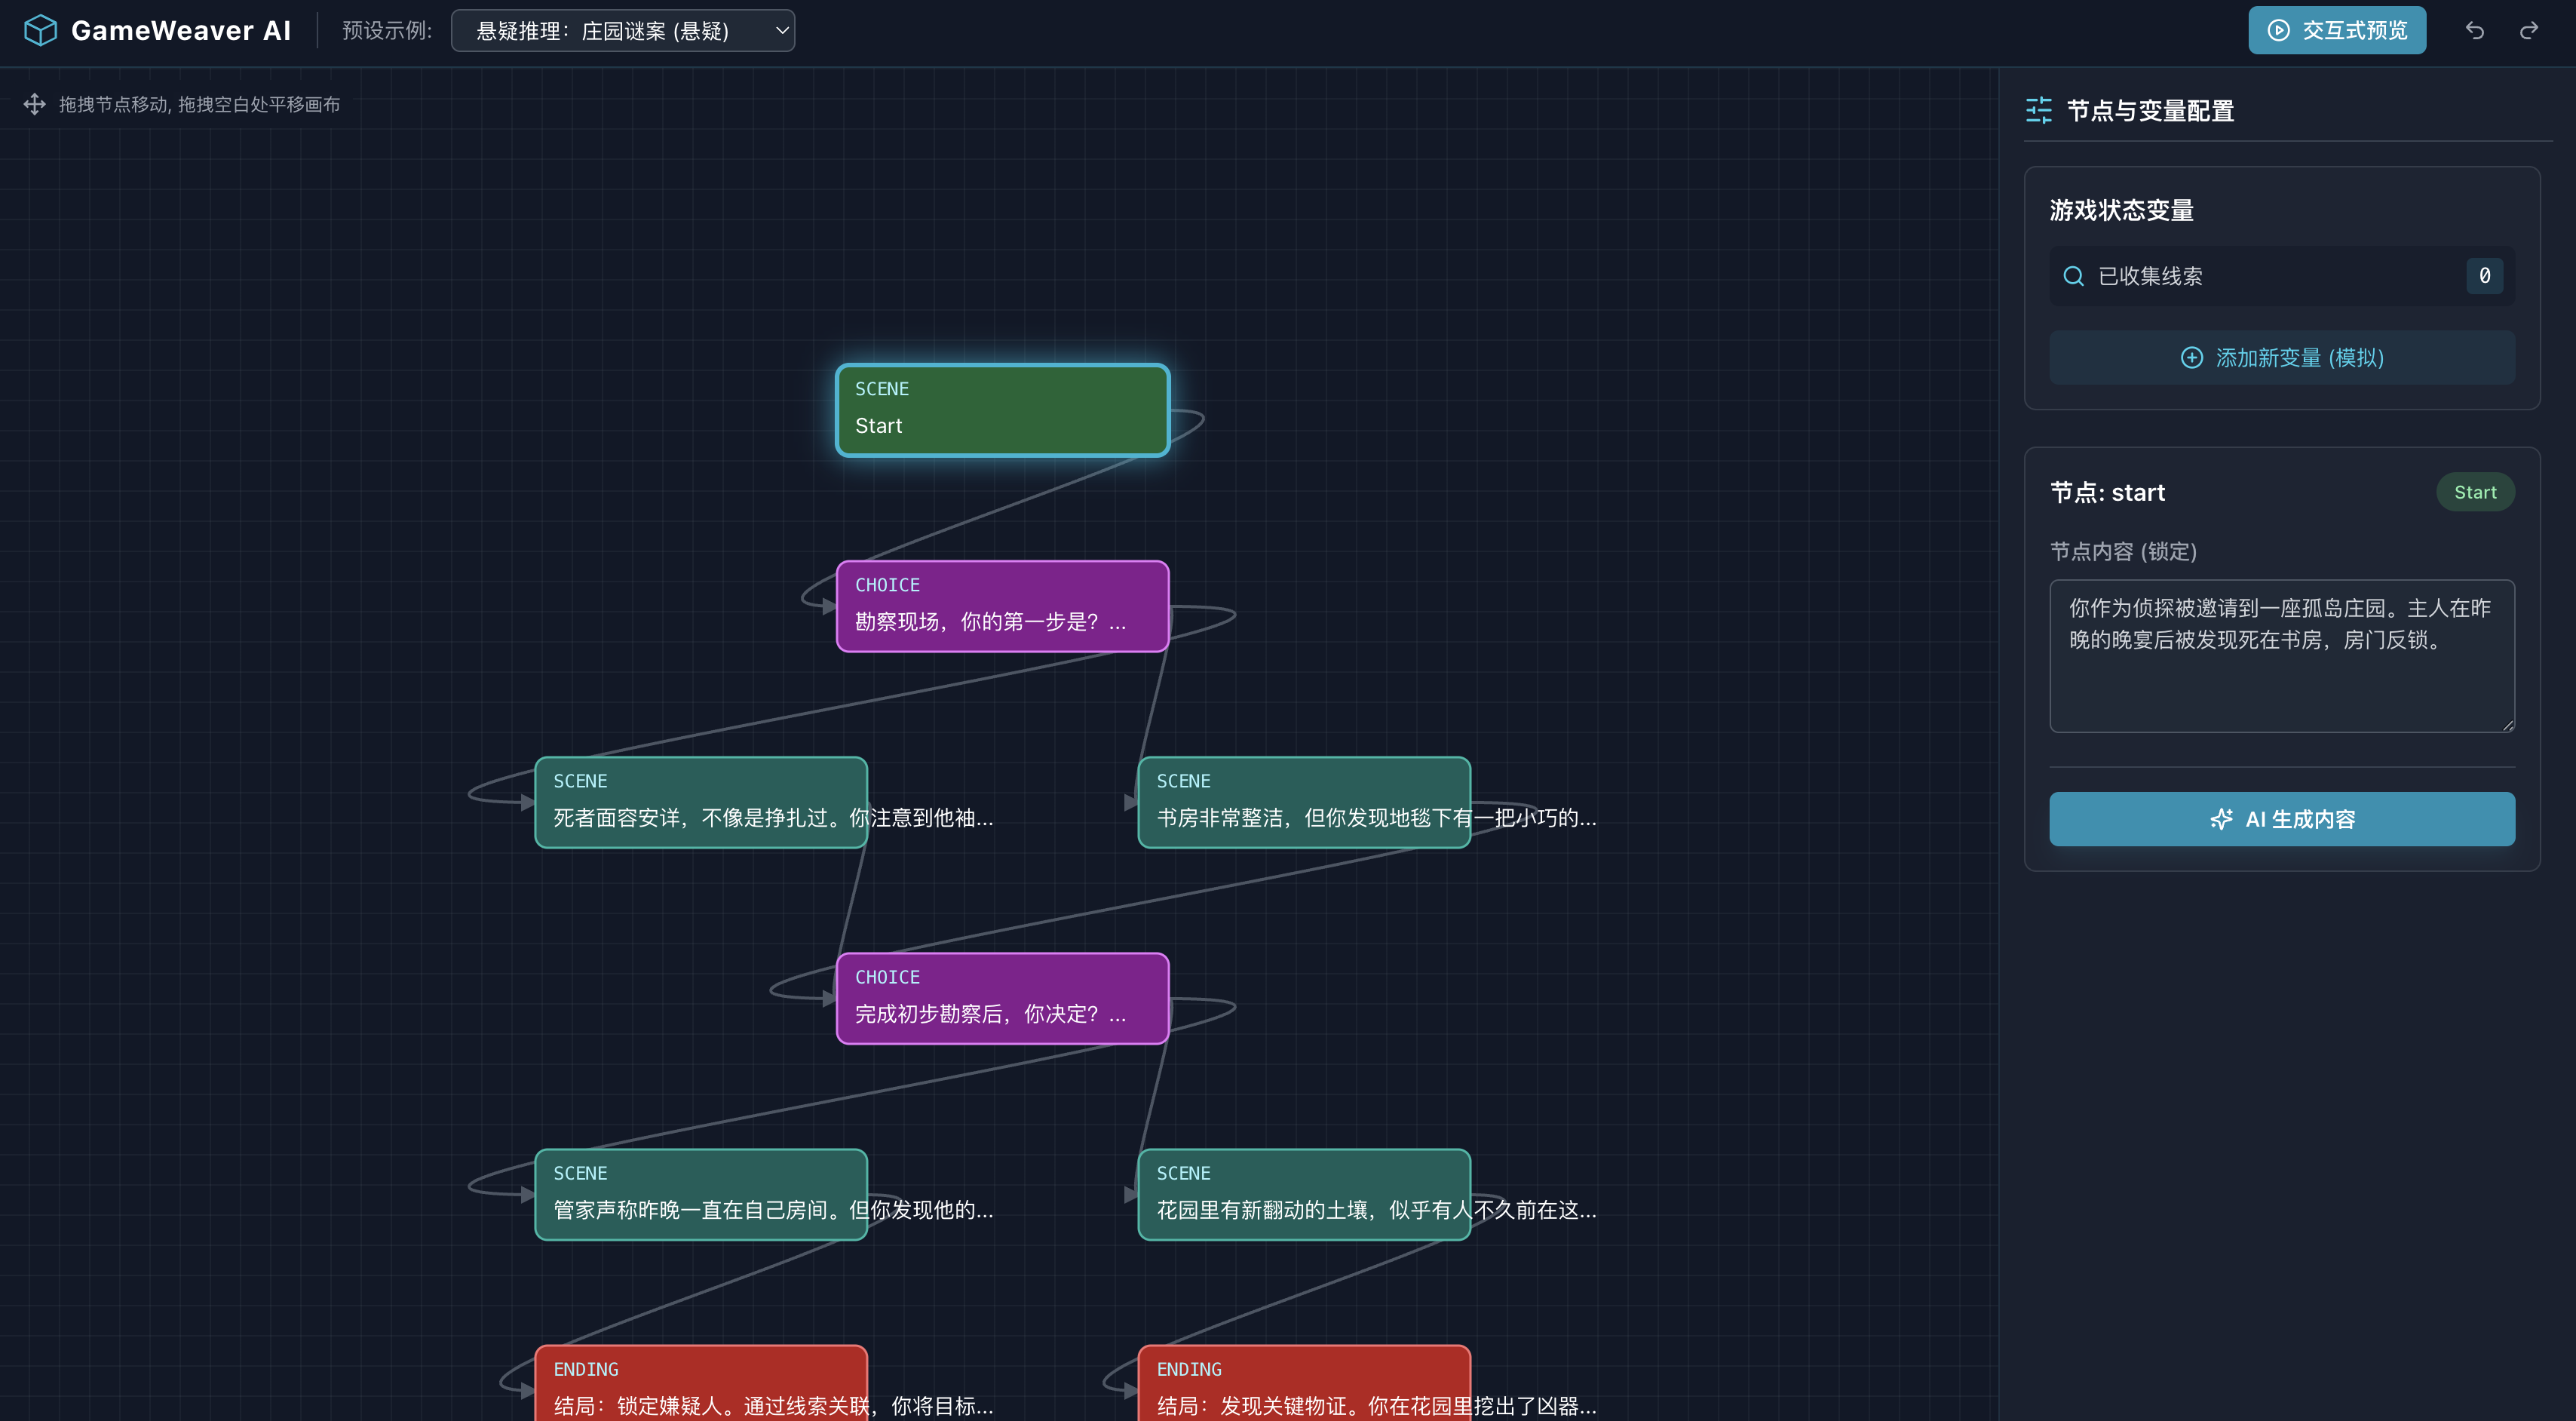 GameWeaver AI
预设示例:
悬疑推理：庄园谜案 (悬疑)
交互式预览
拖拽节点移动, 拖拽空白处平移画布
SCENE
Start
CHOICE
勘察现场，你的第一步是？...
SCENE
死者面容安详，不像是挣扎过。你注意到他袖...
SCENE
书房非常整洁，但你发现地毯下有一把小巧的...
CHOICE
完成初步勘察后，你决定？...
SCENE
管家声称昨晚一直在自己房间。但你发现他的...
SCENE
花园里有新翻动的土壤，似乎有人不久前在这...
ENDING
结局：锁定嫌疑人。通过线索关联，你将目标...
ENDING
结局：发现关键物证。你在花园里挖出了凶器...
节点与变量配置
游戏状态变量
已收集线索
0
添加新变量 (模拟)
节点: start
Start
节点内容 (锁定)
你作为侦探被邀请到一座孤岛庄园。主人在昨
晚的晚宴后被发现死在书房，房门反锁。
AI 生成内容